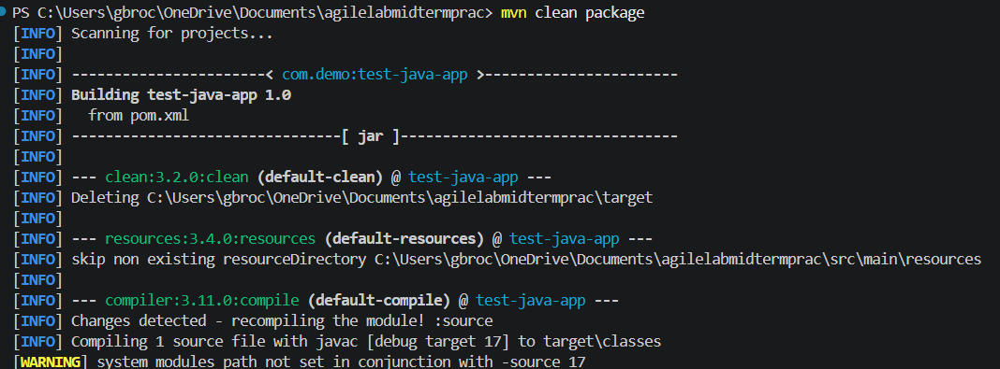 PS C:\Users\gbroc\OneDrive\Documents\agilelabmidtermprac> mvn clean package
[INFO] Scanning for projects...
[INFO]
[INFO] -----------------------< com.demo:test-java-app >-----------------------
[INFO] Building test-java-app 1.0
[INFO]   from pom.xml
[INFO] --------------------------------[ jar ]---------------------------------
[INFO]
[INFO] --- clean:3.2.0:clean (default-clean) @ test-java-app ---
[INFO] Deleting C:\Users\gbroc\OneDrive\Documents\agilelabmidtermprac\target
[INFO]
[INFO] --- resources:3.4.0:resources (default-resources) @ test-java-app ---
[INFO] skip non existing resourceDirectory C:\Users\gbroc\OneDrive\Documents\agilelabmidtermprac\src\main\resources
[INFO]
[INFO] --- compiler:3.11.0:compile (default-compile) @ test-java-app ---
[INFO] Changes detected - recompiling the module! :source
[INFO] Compiling 1 source file with javac [debug target 17] to target\classes
[WARNING] system modules path not set in conjunction with -source 17